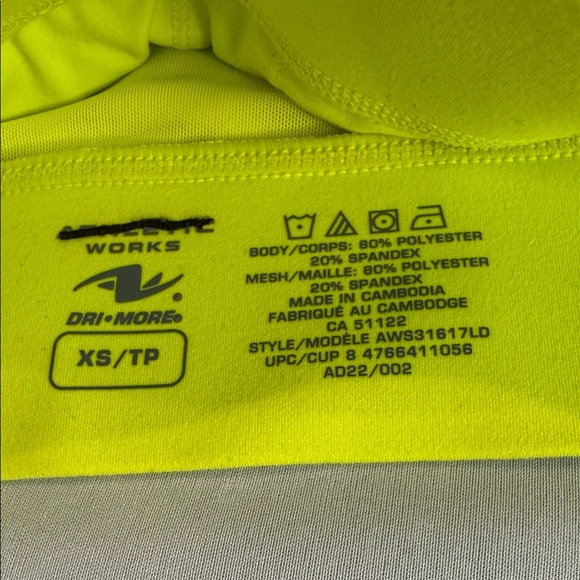 WORKS
DRI•MORE®
XS/TP
BODY/CORPS: 80% POLYESTER
20% SPANDEX
MESH/MAILLE: 80% POLYESTER
20% SPANDEX
MADE IN CAMBODIA
FABRIQUÉ AU CAMBODGE
CA 51122
STYLE/MODÈLE AWS31617LD
UPC/CUP 8 4766411056
AD22/002